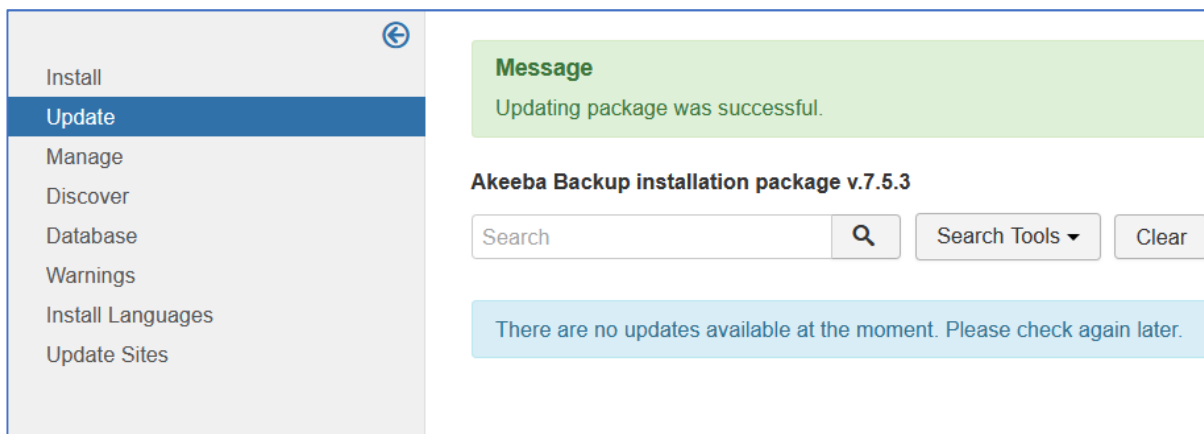 Install
Update
Manage
Discover
Database
Warnings
Install Languages
Update Sites
Message
Updating package was successful.
Akeeba Backup installation package v.7.5.3
Search
Search Tools
Clear
There are no updates available at the moment. Please check again later.